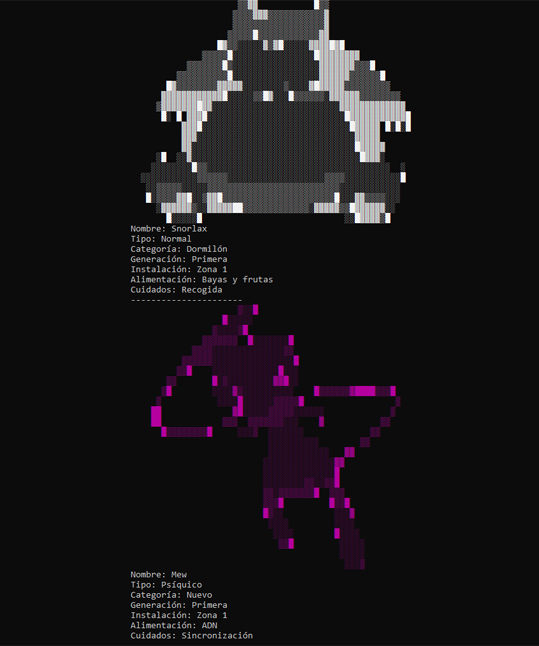 Nombre: Snorlax
Tipo: Normal
Categoría: Dormilón
Generación: Primera
Instalación: Zona 1
Alimentación: Bayas y frutas
Cuidados: Recogida
----------------------
Nombre: Mew
Tipo: Psíquico
Categoría: Nuevo
Generación: Primera
Instalación: Zona 1
Alimentación: ADN
Cuidados: Sincronización